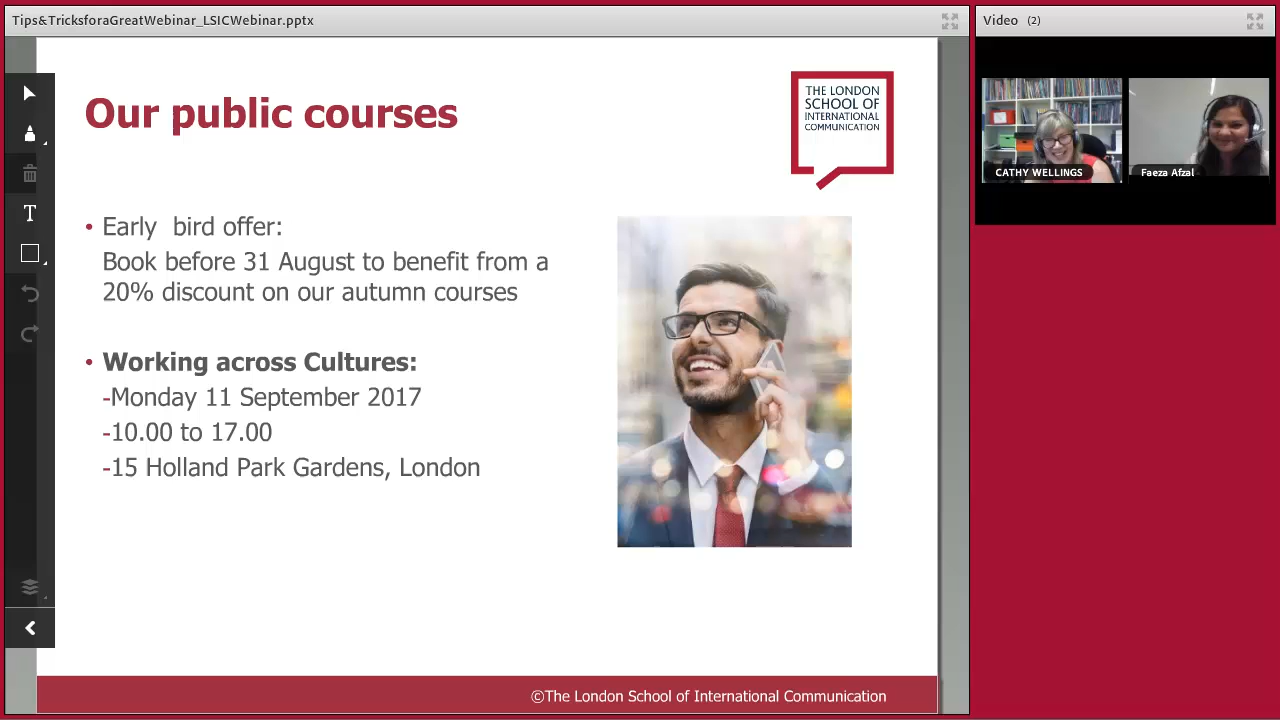 Tips&TricksforaGreatWebinar_LSICWebinar.pptx
Video (2)
Our public courses
THE LONDON
SCHOOL OF
INTERNATIONAL
COMMUNICATION
CATHY WELLINGS
Faeza Afzal
• Early bird offer:
Book before 31 August to benefit from a
20% discount on our autumn courses
• Working across Cultures:
-Monday 11 September 2017
-10.00 to 17.00
-15 Holland Park Gardens, London
T
©The London School of International Communication